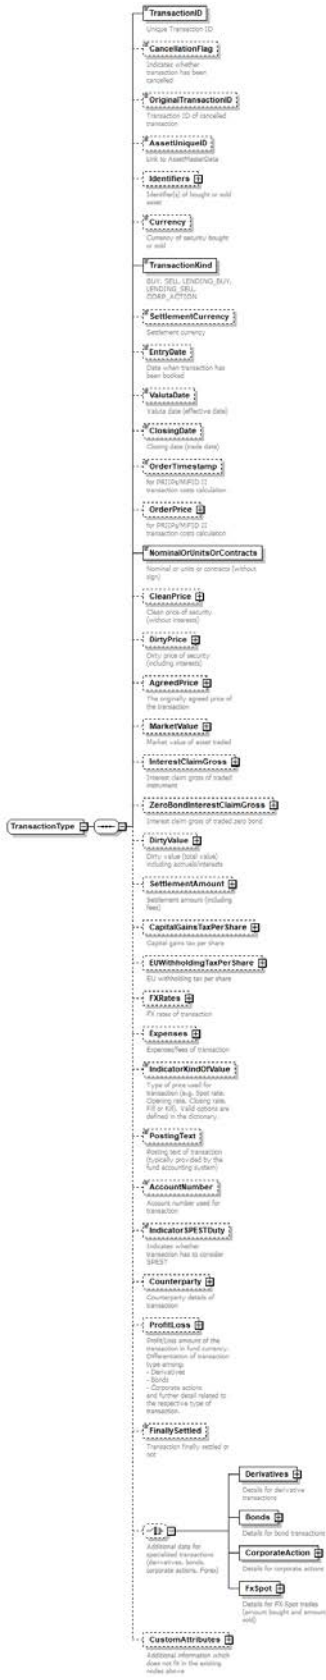 TransactionID
Unique Transaction ID
CancellationFlag
Indicates whether
transaction has been
cancelled
OriginalTransactionID
Transaction ID of cancelled
transaction
AssetUniqueID
Link to AssetMasterData
Identifiers
Identifier(s) of bought or sold
asset
Currency
Currency of security bought
or sold
TransactionKind
BUY, SELL, LENDING_BUY,
LENDING_SELL,
CORP_ACTION
SettlementCurrency
Settlement currency
EntryDate
Date when transaction has
been booked
ValutaDate
Valuta date (effective date)
ClosingDate
Closing date (trade date)
OrderTimestamp
for PRIIPs/MiFID II
transaction costs calculation
OrderPrice
for PRIIPs/MiFID II
transaction costs calculation
NominalOrUnitsOrContracts
Nominal or units or contracts (without
sign)
CleanPrice
Clean price of security
(without interests)
DirtyPrice
Dirty price of security
(including interests)
AgreedPrice
The originally agreed price of
the transaction
MarketValue
Market value of asset traded
InterestClaimGross
Interest claim gross of traded
instrument
ZeroBondInterestClaimGross
Interest claim gross of traded zero bond
TransactionType
DirtyValue
Dirty value (total value)
including accruals/interests
SettlementAmount
Settlement amount (including
fees)
CapitalGainsTaxPerShare
Capital gains tax per share
EUWithholdingTaxPerShare
EU withholding tax per share
FXRates
FX rates of transaction
Expenses
Expenses/fees of transaction
IndicatorKindOfValue
Type of price used for
transaction (e.g. Spot rate,
Opening rate, Closing rate,
Fill or Kill). Valid options are
defined in the dictionary.
PostingText
Posting text of transaction
(typically provided by the
fund accounting system)
AccountNumber
Account number used for
transaction
IndicatorSPESTDuty
Indicates whether
transaction has to consider
SPEST
Counterparty
Counterparty details of
transaction
ProfitLoss
Profit/Loss amount of the
transaction in fund currency.
Differentiation of transaction
type among:
- Derivatives
- Bonds
- Corporate actions
and further detail related to
the respective type of
transaction.
FinallySettled
Transaction finally settled or
not
Additional data for
specialised transactions
(derivatives, bonds,
corporate actions, Forex)
Derivatives
Details for derivative
transactions
Bonds
Details for bond transactions
CorporateAction
Details for corporate actions
FxSpot
Details for FX-Spot trades
(amount bought and amount
sold)
CustomAttributes
Additional information which
does not fit in the existing
nodes above